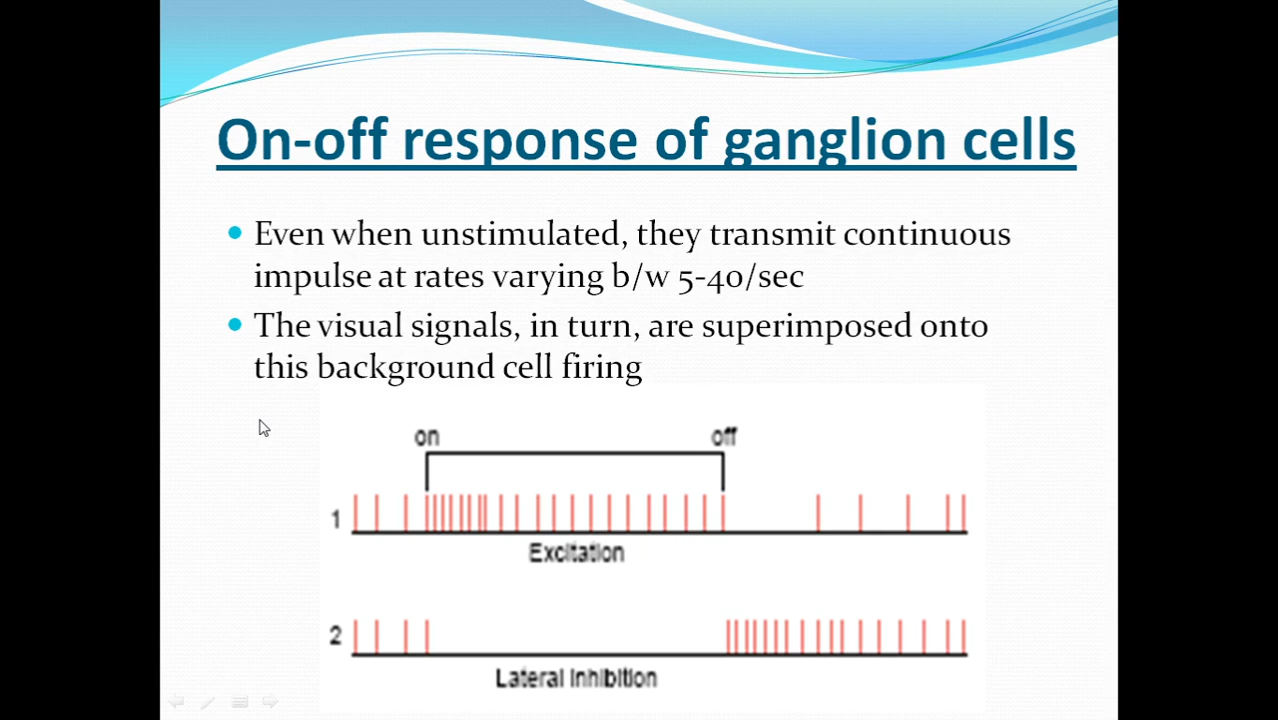 On-off response of ganglion cells
Even when unstimulated, they transmit continuous
impulse at rates varying b/w 5-40/sec
The visual signals, in turn, are superimposed onto
this background cell firing
on off
1
Excitation
2
Lateral inhibition